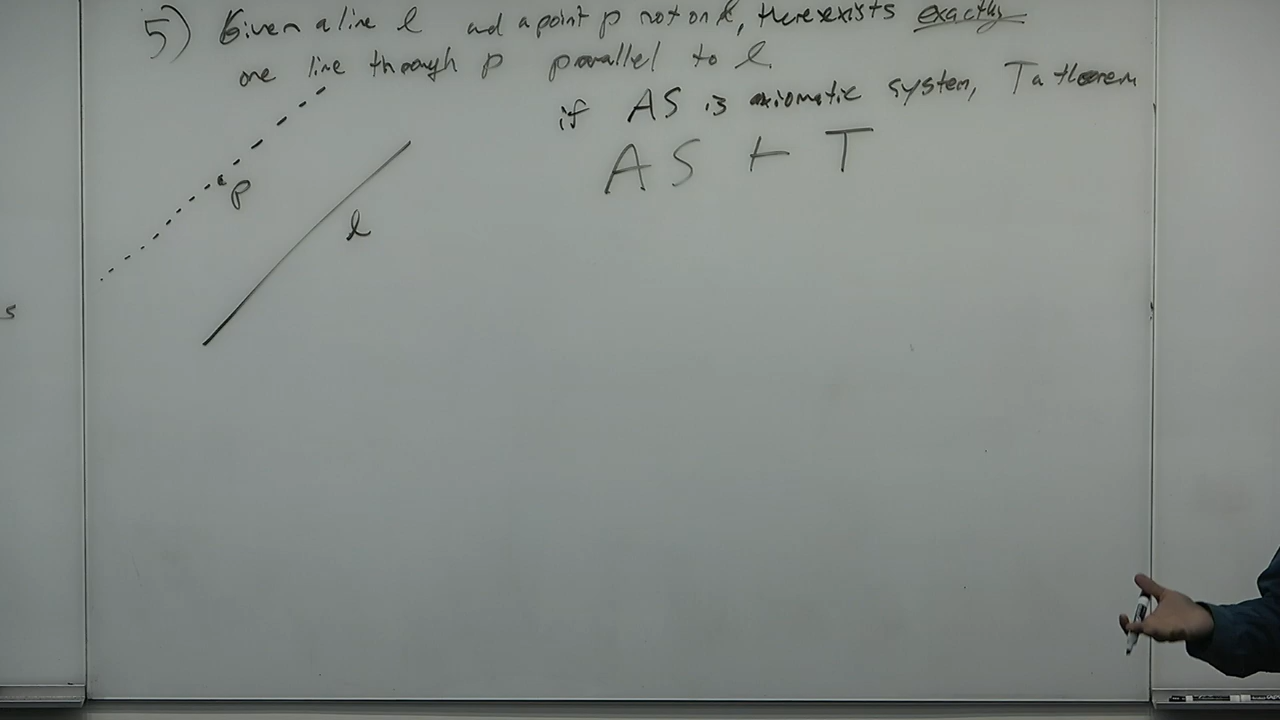 5) Given a line l and a point p not on l, there exists exactly
one line through p parallel to l.
if AS is axiomatic system, T a theorem
AS ⊢ T
p
l
s